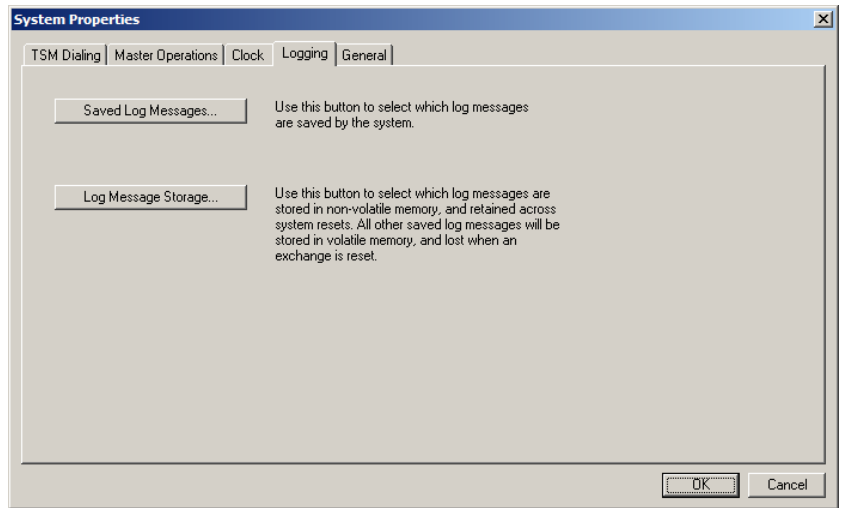 System Properties
TSM Dialing Master Operations Clock Logging General
Saved Log Messages...
Use this button to select which log messages
are saved by the system.
Log Message Storage...
Use this button to select which log messages are
stored in non-volatile memory, and retained across
system resets. All other saved log messages will be
stored in volatile memory, and lost when an
exchange is reset.
OK Cancel